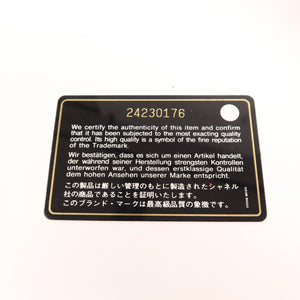 24230176
We certify the authenticity of this item and confirm
that it has been subjected to the most exacting quality
control. Its high quality is a symbol of the fine reputation
of the Trademark.
Wir bestätigen, dass es sich um einen Artikel handelt,
der während seiner Herstellung strengsten Kontrollen
unterworfen war, und dessen erstklassige Qualität
dem hohen Ansehen unserer Marke entspricht.
この製品は厳しい管理のもとに製造されたシャネル
社の商品であることを証明いたします。
このブランド・マークは最高級品質の象徴です。